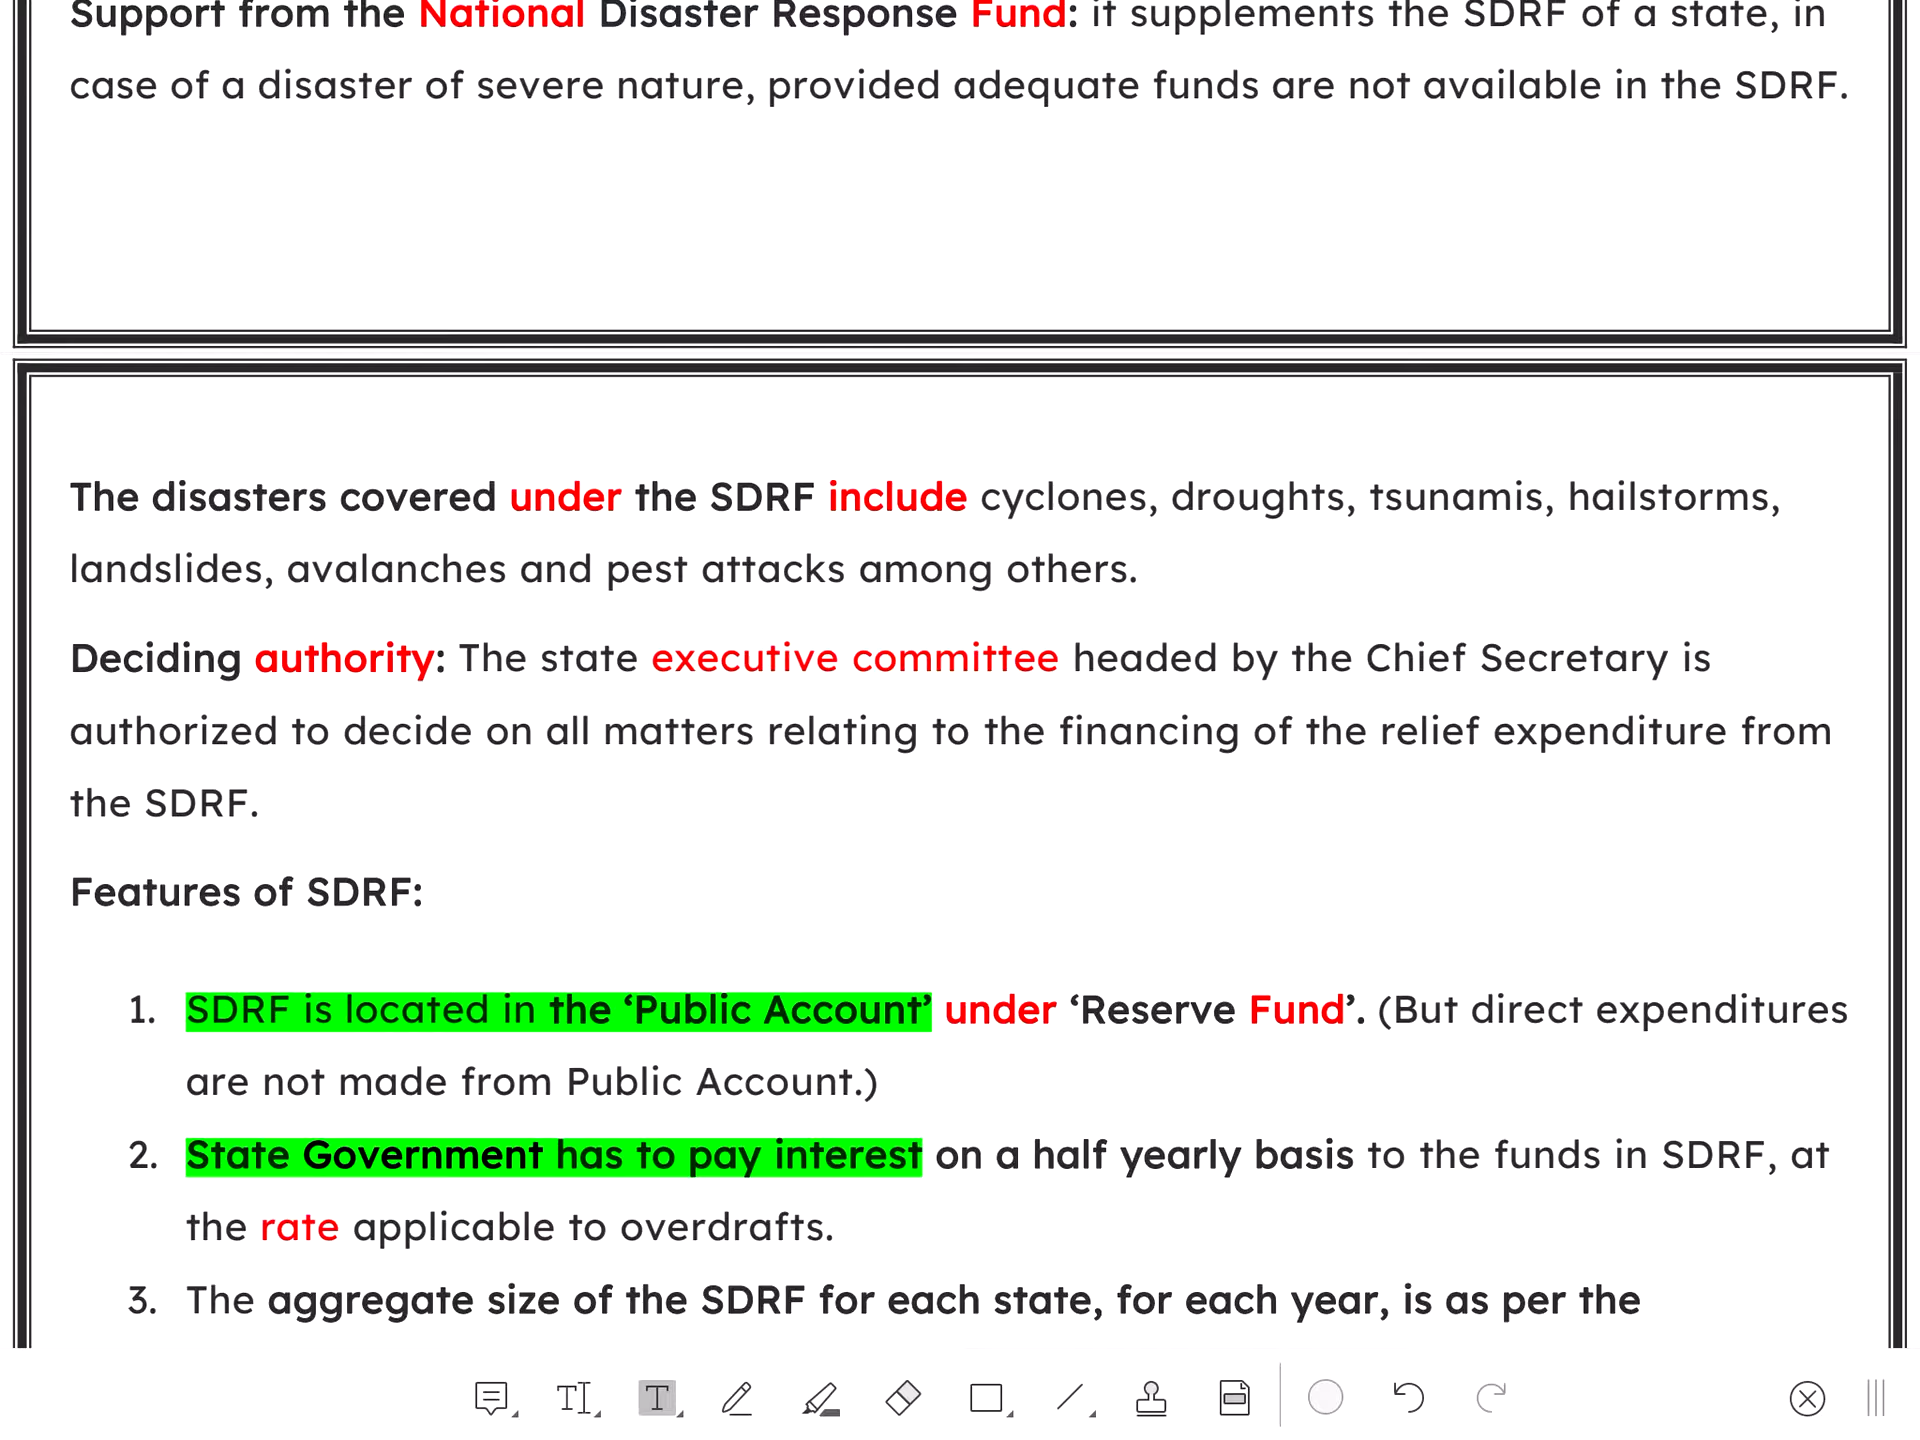 Support from the National Disaster Response Fund: it supplements the SDRF of a state, in
case of a disaster of severe nature, provided adequate funds are not available in the SDRF.
The disasters covered under the SDRF include cyclones, droughts, tsunamis, hailstorms,
landslides, avalanches and pest attacks among others.
Deciding authority: The state executive committee headed by the Chief Secretary is
authorized to decide on all matters relating to the financing of the relief expenditure from
the SDRF.
Features of SDRF:
1. SDRF is located in the ‘Public Account’ under ‘Reserve Fund’. (But direct expenditures
are not made from Public Account.)
2. State Government has to pay interest on a half yearly basis to the funds in SDRF, at
the rate applicable to overdrafts.
3. The aggregate size of the SDRF for each state, for each year, is as per the